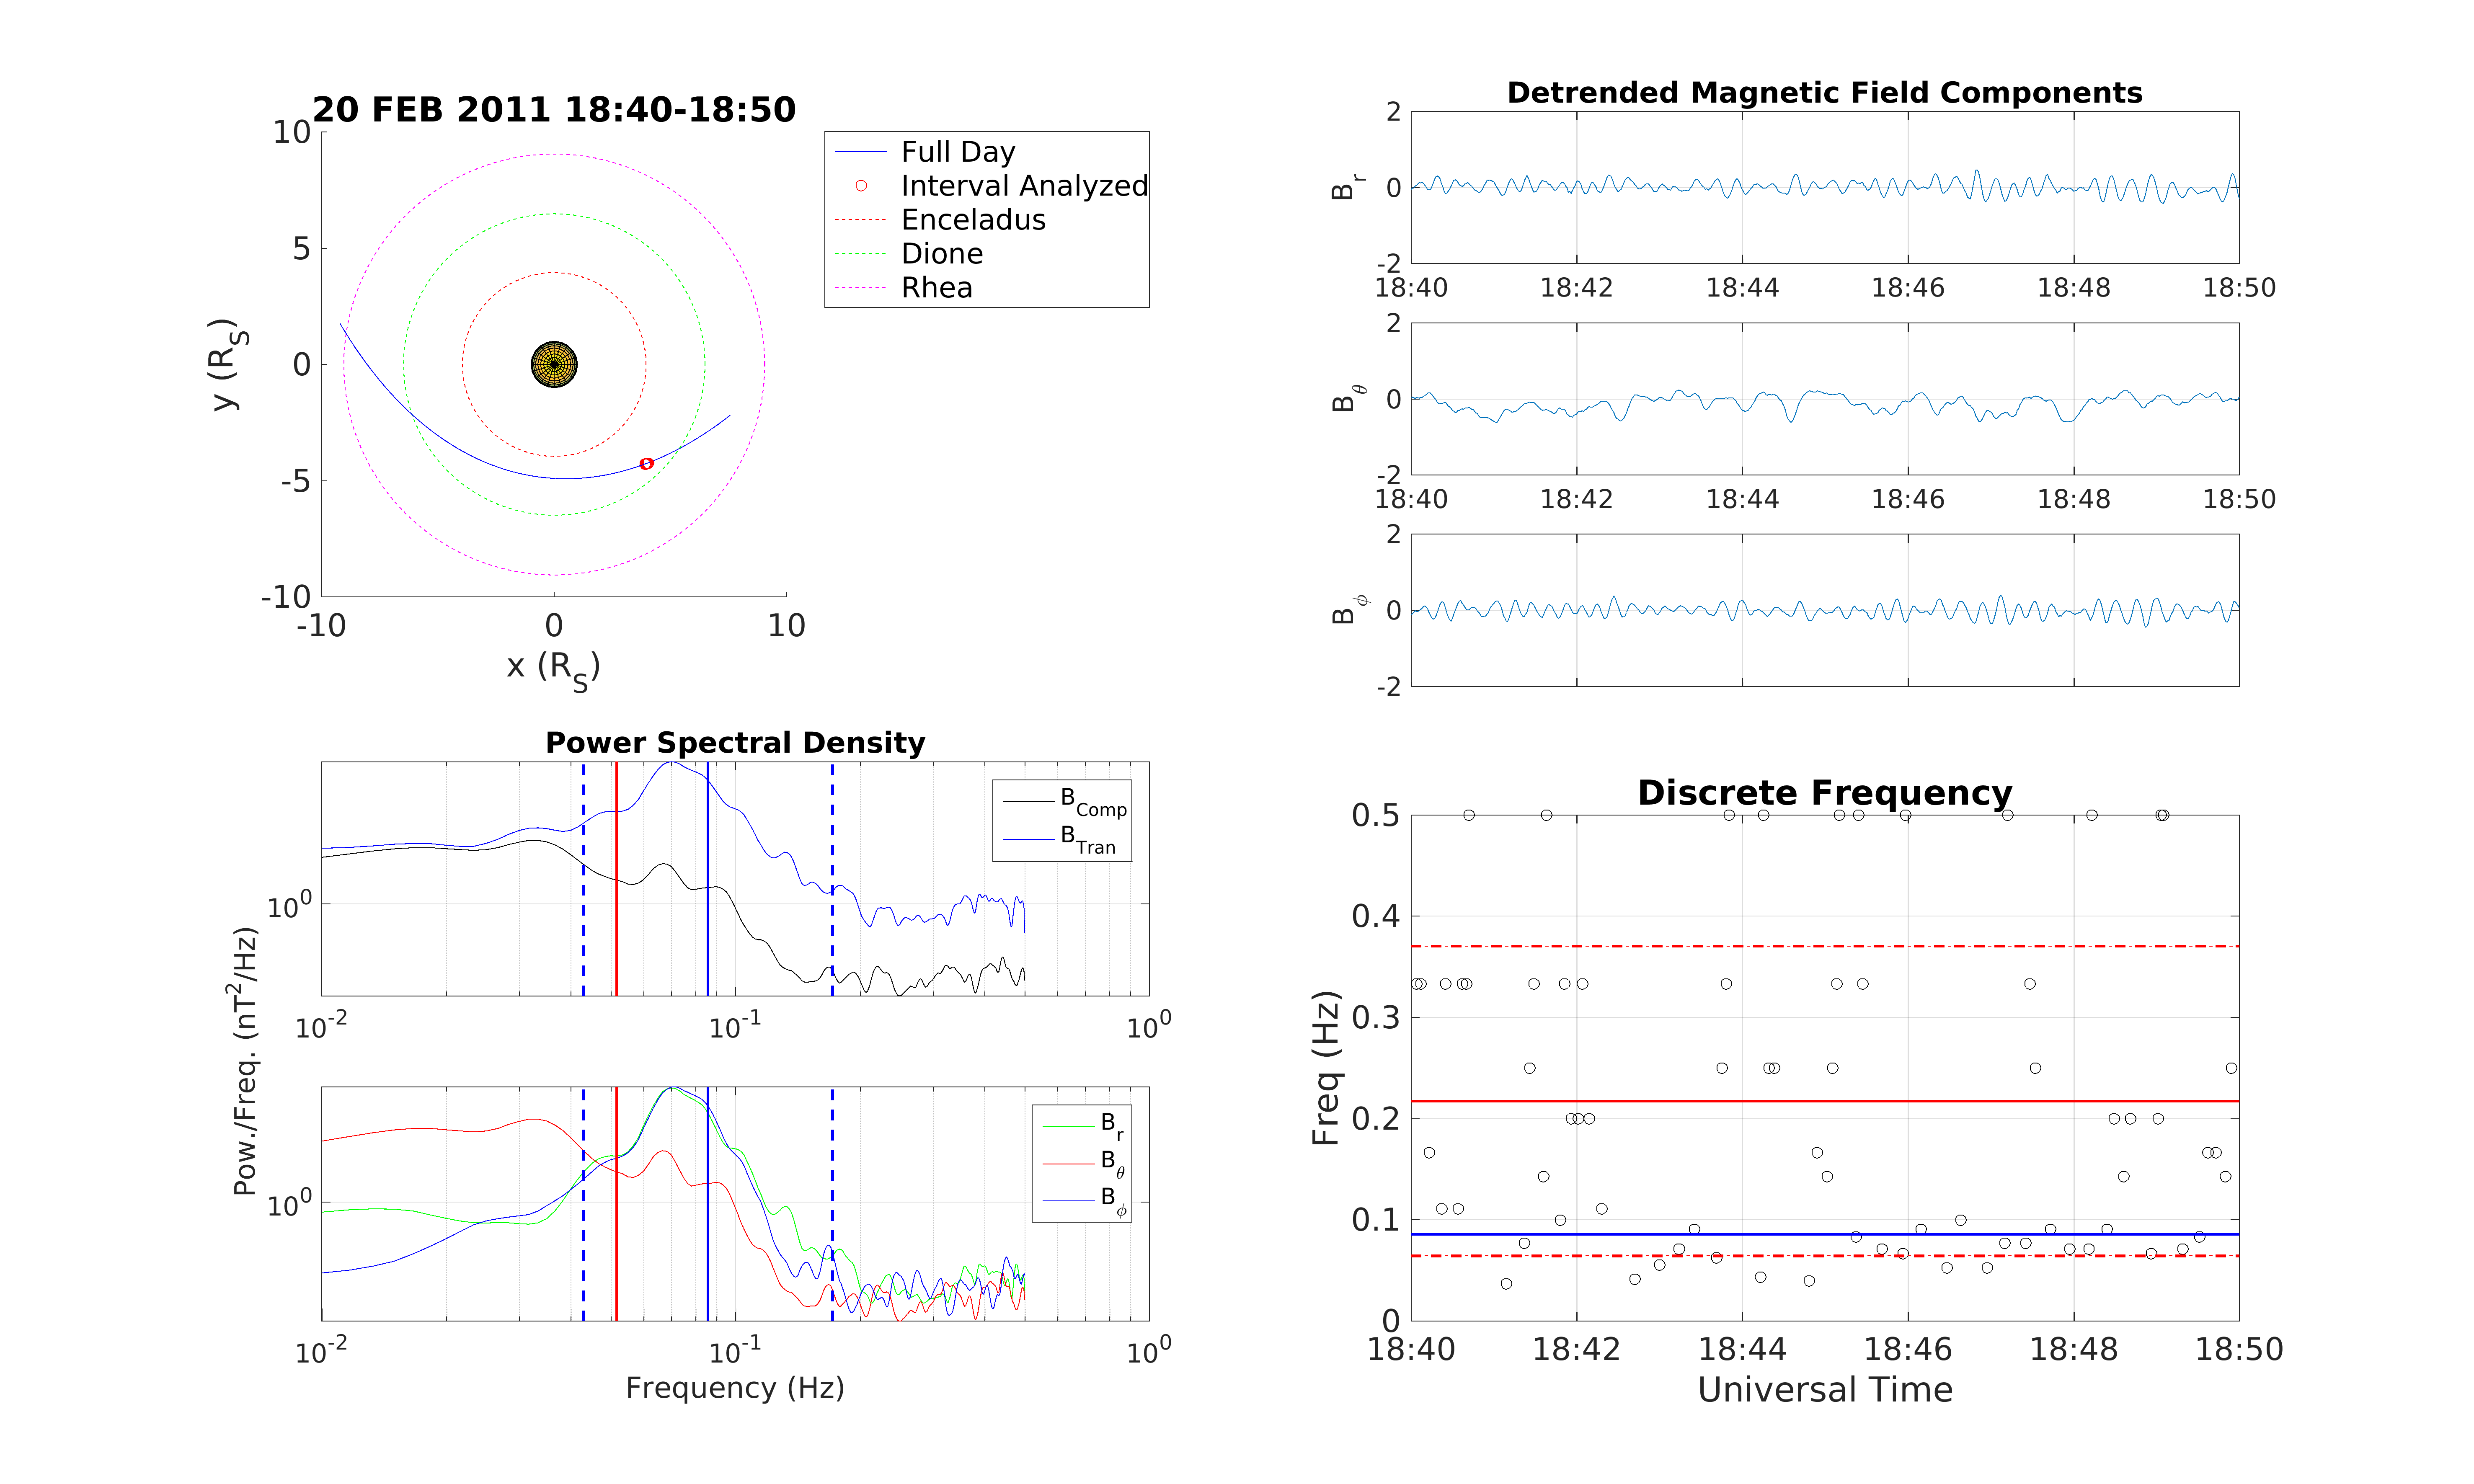 20 FEB 2011 18:40-18:50
10
5
0
-5
-10
-10
0
10
y (R_S)
x (R_S)
Full Day
Interval Analyzed
Enceladus
Dione
Rhea
Detrended Magnetic Field Components
2
0
-2
B_r
18:40
18:42
18:44
18:46
18:48
18:50
2
0
-2
B_θ
18:40
18:42
18:44
18:46
18:48
18:50
2
0
-2
B_ϕ
Power Spectral Density
B_Comp
B_Tran
10^0
10^-2
10^-1
10^0
Pow./Freq. (nT^2/Hz)
B_r
B_θ
B_ϕ
10^0
10^-2
10^-1
10^0
Frequency (Hz)
Discrete Frequency
0.5
0.4
0.3
0.2
0.1
0
Freq (Hz)
18:40
18:42
18:44
18:46
18:48
18:50
Universal Time